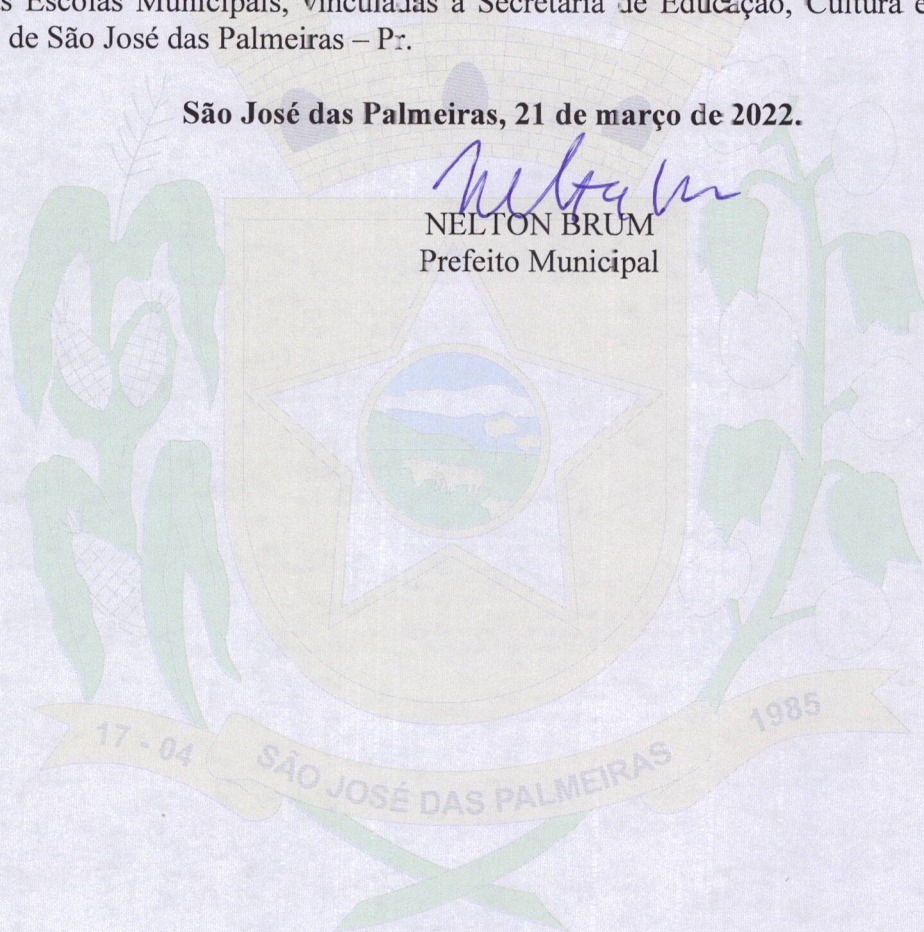 s Escolas Municipais, vinculadas à Secretaria de Educação, Cultura e
de São José das Palmeiras – Pr.
São José das Palmeiras, 21 de março de 2022.
NELTON BRUM
Prefeito Municipal
17 - 04
SÃO JOSÉ DAS PALMEIRAS
1985